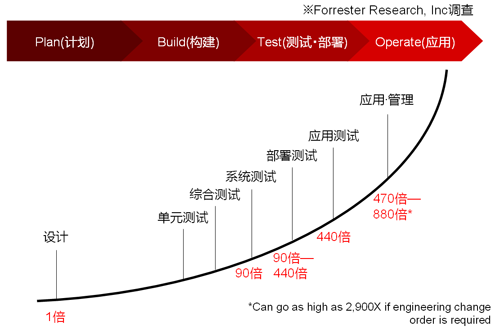 ※Forrester Research, Inc调查
Plan(计划)
Build(构建)
Test(测试・部署)
Operate(应用)
应用·管理
应用测试
部署测试
系统测试
综合测试
单元测试
设计
1倍
90倍
90倍—
440倍
440倍
470倍—
880倍*
*Can go as high as 2,900X if engineering change
order is required